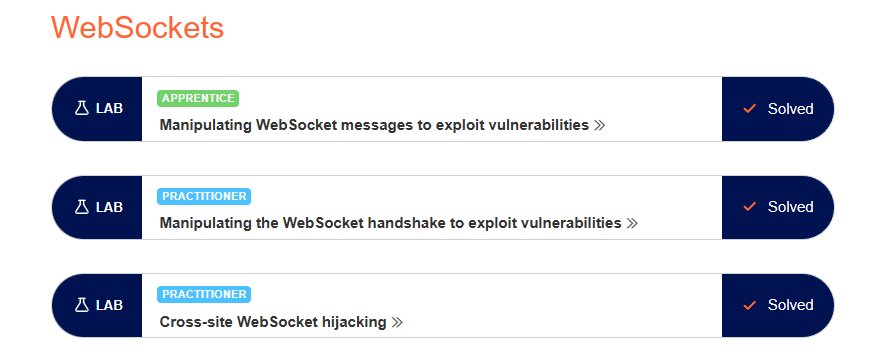 WebSockets
APPRENTICE
LAB
Manipulating WebSocket messages to exploit vulnerabilities
Solved
PRACTITIONER
LAB
Manipulating the WebSocket handshake to exploit vulnerabilities
Solved
PRACTITIONER
LAB
Cross-site WebSocket hijacking
Solved